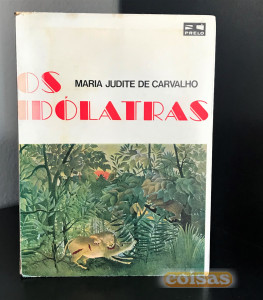 PRELO
MARIA JUDITE DE CARVALHO
OS
IDÓLATRAS
coisas